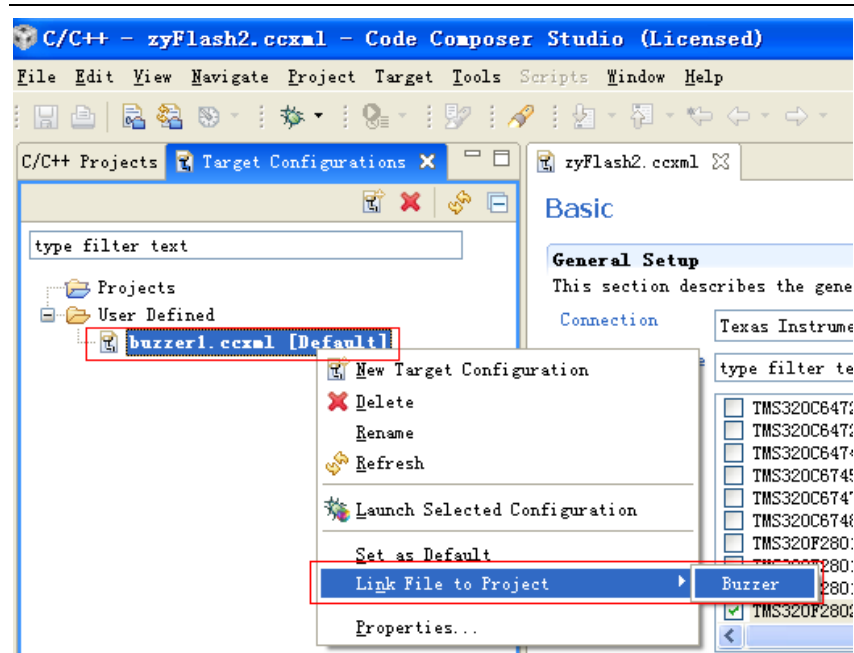 C/C++ - zyFlash2.ccxml - Code Composer Studio (Licensed)
File Edit View Navigate Project Target Tools Scripts Window Help
C/C++ Projects Target Configurations
zyFlash2.ccxml
Basic
type filter text
General Setup
Projects
This section describes the gene
User Defined
Connection
Texas Instrume
buzzer1.ccxml [Default]
New Target Configuration
type filter te
Delete
TMS320C6472
Rename
TMS320C6472
Refresh
TMS320C6474
TMS320C6745
TMS320C6747
Launch Selected Configuration
TMS320C6748
TMS320F2801
Set as Default
Link File to Project
Buzzer
TMS320F2802
Properties...